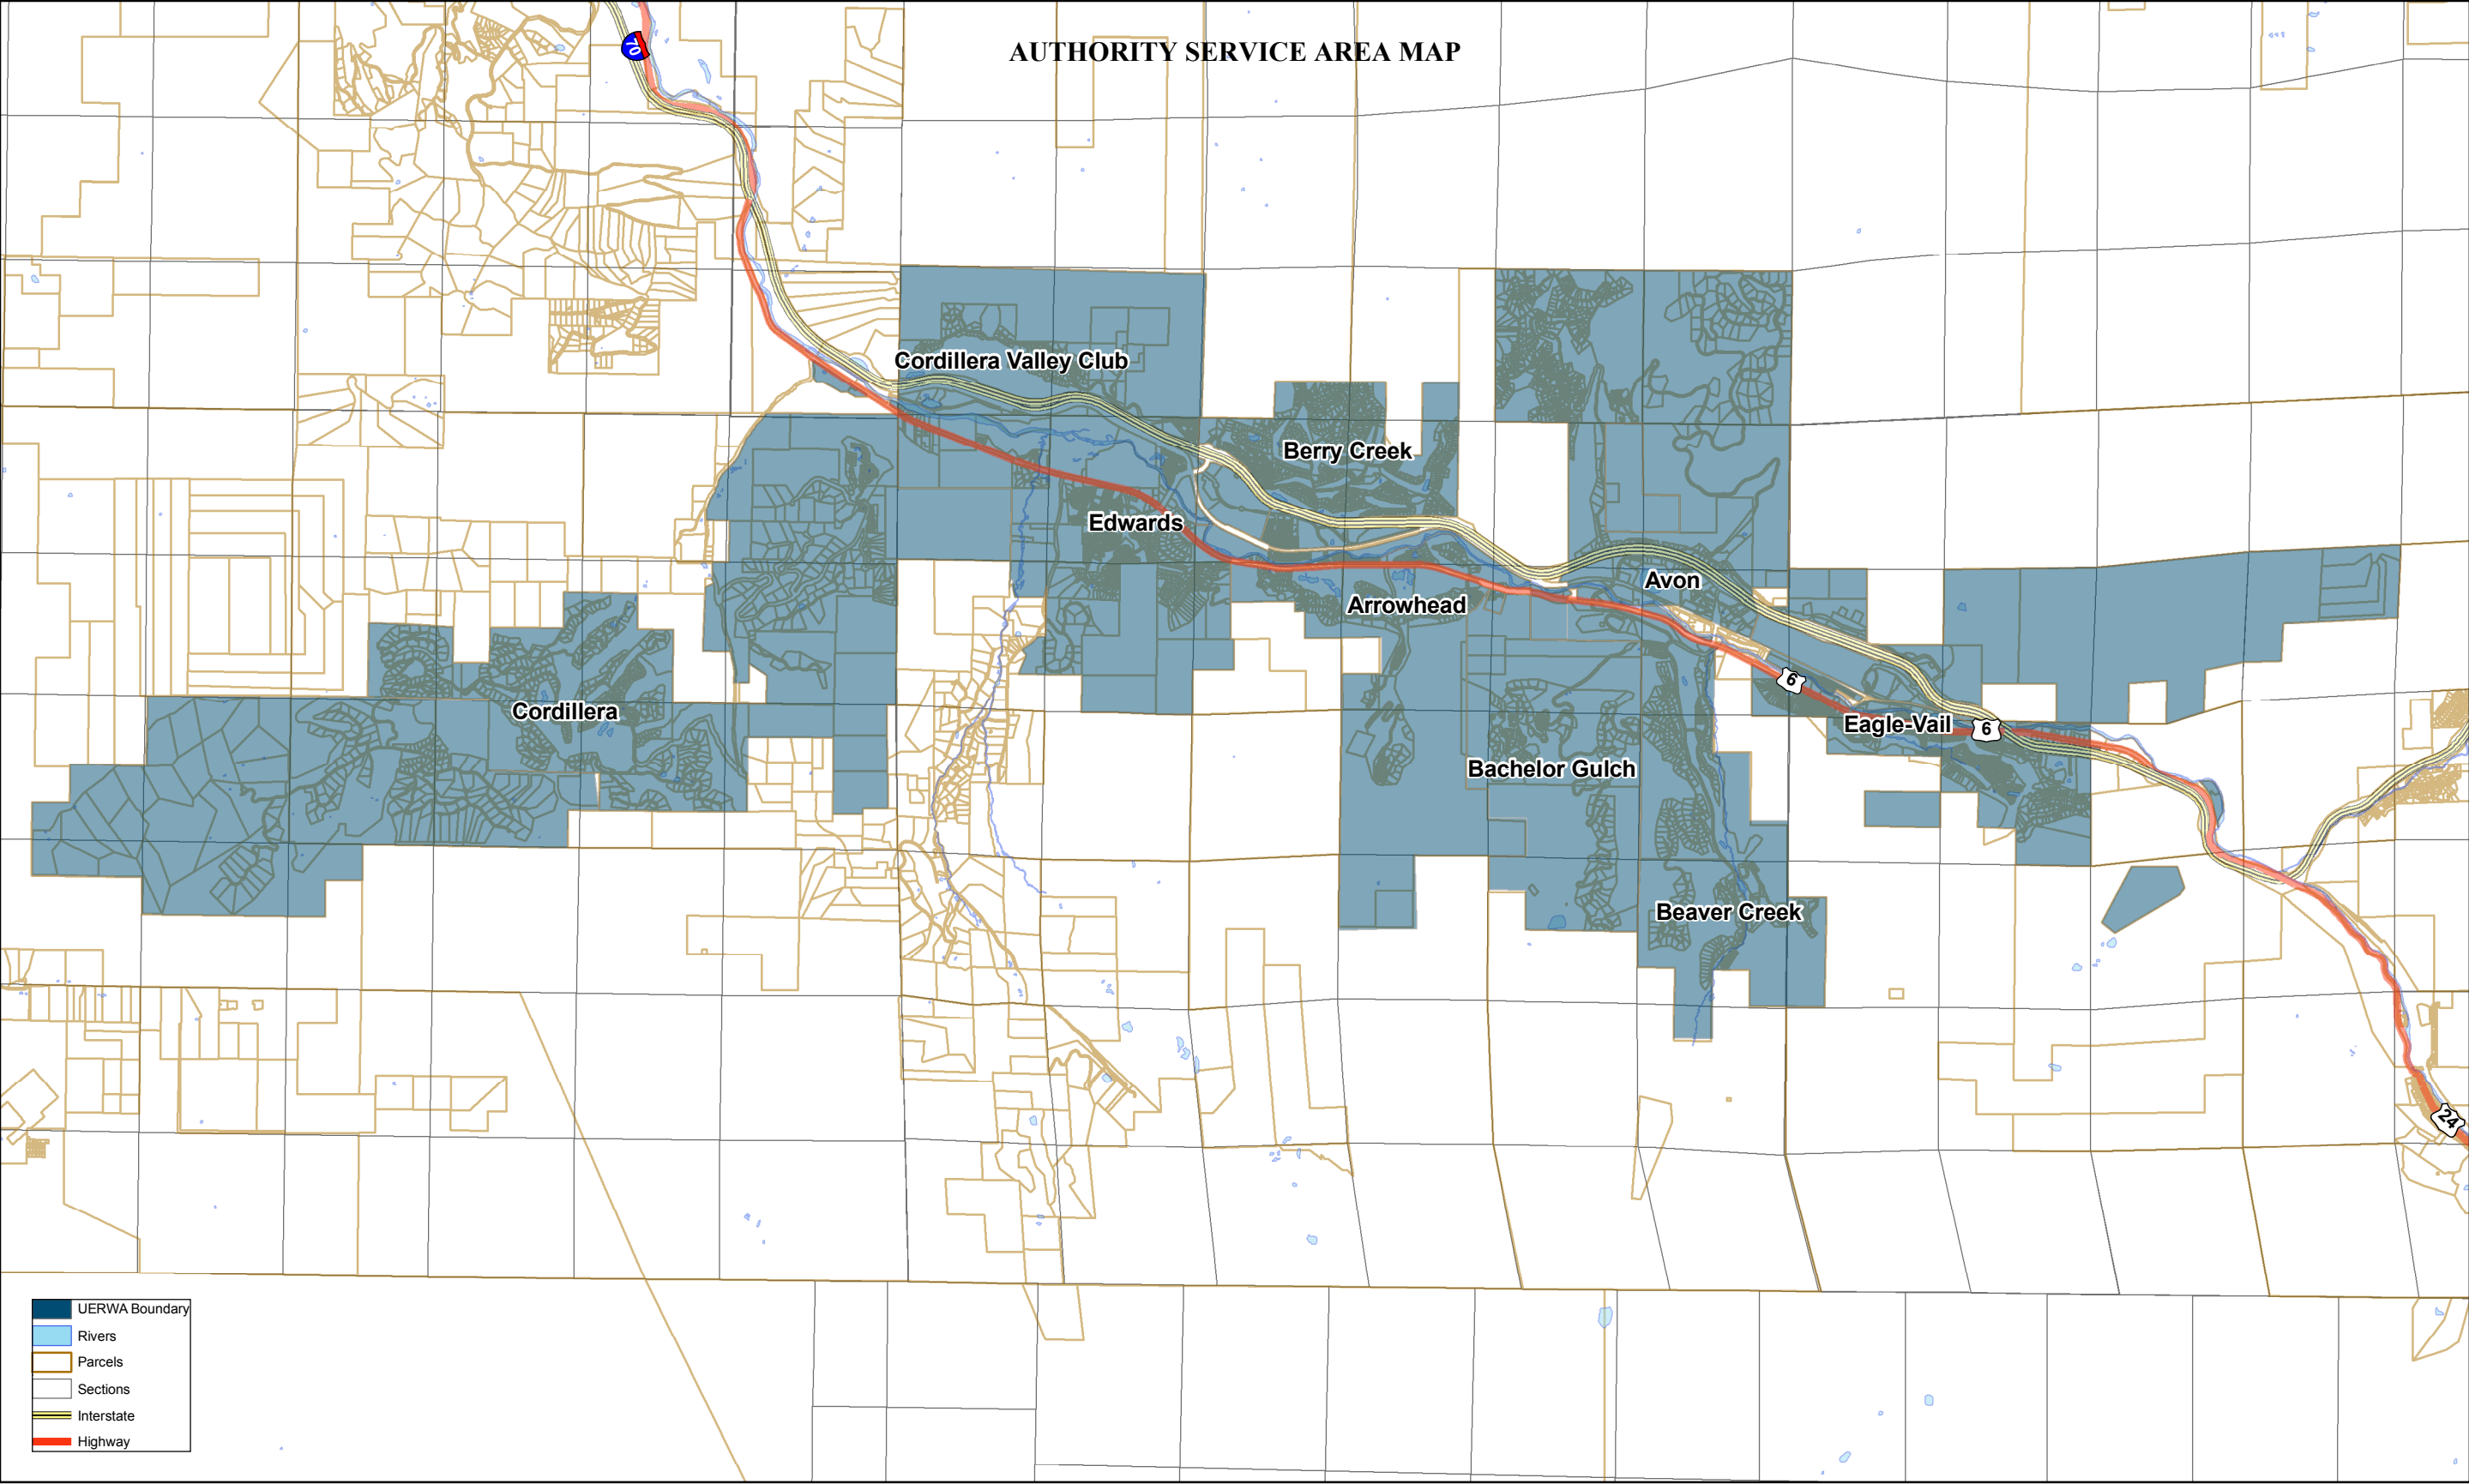 70
AUTHORITY SERVICE AREA MAP
Cordillera Valley Club
Berry Creek
Edwards
Avon
Arrowhead
6
Cordillera
Eagle-Vail
6
Bachelor Gulch
Beaver Creek
24
UERWA Boundary
Rivers
Parcels
Sections
Interstate
Highway